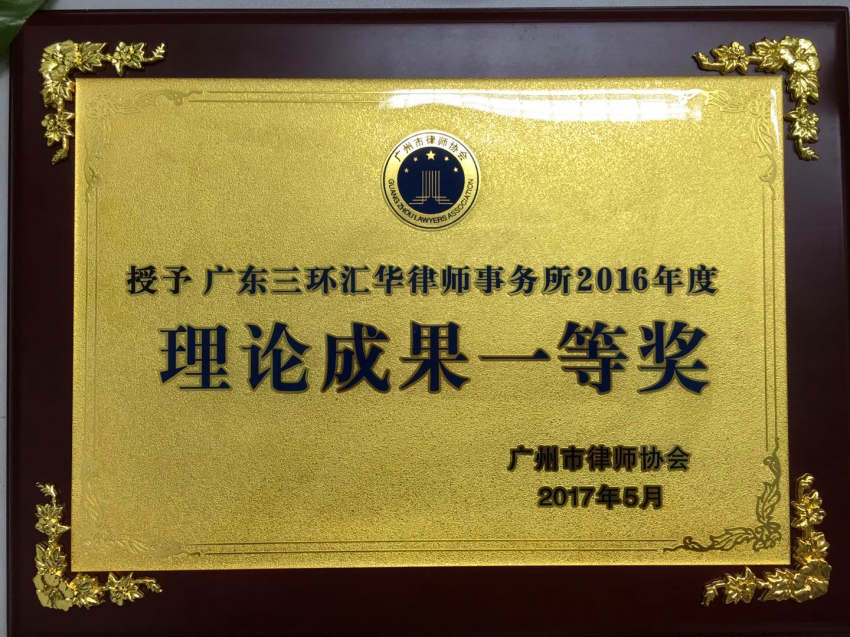 广州市律师协会
GUANG ZHOU LAWYERS ASSOCIATION
授予 广东三环汇华律师事务所2016年度
理论成果一等奖
广州市律师协会
2017年5月